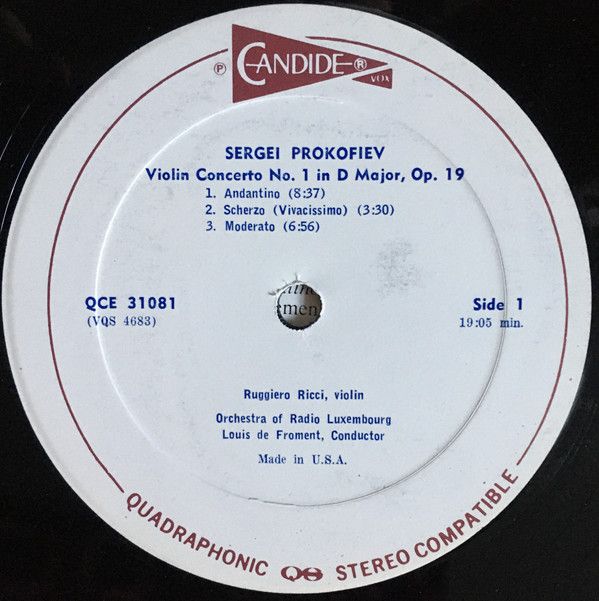 ℗ CANDIDE ®
VOX
SERGEI PROKOFIEV
Violin Concerto No. 1 in D Major, Op. 19
1. Andantino (8:37)
2. Scherzo (Vivacissimo) (3:30)
3. Moderato (6:56)
QCE 31081
(VQS 4683)
Side 1
19:05 min.
Ruggiero Ricci, violin
Orchestra of Radio Luxembourg
Louis de Froment, Conductor
Made in U.S.A.
QUADRAPHONIC QS STEREO COMPATIBLE